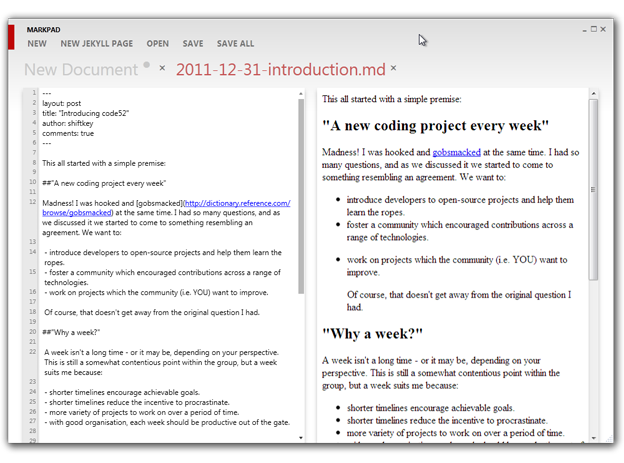 MARKPAD
NEW NEW JEKYLL PAGE OPEN SAVE SAVE ALL
New Document × 2011-12-31-introduction.md ×
1 ---
2 layout: post
3 title: "Introducing code52"
4 author: shiftkey
5 comments: true
6 ---
7
8 This all started with a simple premise:
9
10 ##"A new coding project every week"
11
12 Madness! I was hooked and [gobsmacked](http://dictionary.reference.com/
browse/gobsmacked) at the same time. I had so many questions, and as
we discussed it we started to come to something resembling an
agreement. We want to:
13
14 - introduce developers to open-source projects and help them learn the
ropes.
15 - foster a community which encouraged contributions across a range of
technologies.
16 - work on projects which the community (i.e. YOU) want to improve.
17
18 Of course, that doesn't get away from the original question I had.
19
20 ##"Why a week?"
21
22 A week isn't a long time - or it may be, depending on your perspective.
This is still a somewhat contentious point within the group, but a week
suits me because:
23
24 - shorter timelines encourage achievable goals.
25 - shorter timelines reduce the incentive to procrastinate.
26 - more variety of projects to work on over a period of time.
27 - with good organisation, each week should be productive out of the gate.
28
29
This all started with a simple premise:
"A new coding project every week"
Madness! I was hooked and gobsmacked at the same time. I had so
many questions, and as we discussed it we started to come to
something resembling an agreement. We want to:
• introduce developers to open-source projects and help them
learn the ropes.
• foster a community which encouraged contributions across a
range of technologies.
• work on projects which the community (i.e. YOU) want to
improve.
Of course, that doesn't get away from the original question I
had.
"Why a week?"
A week isn't a long time - or it may be, depending on your
perspective. This is still a somewhat contentious point within the
group, but a week suits me because:
• shorter timelines encourage achievable goals.
• shorter timelines reduce the incentive to procrastinate.
• more variety of projects to work on over a period of time.